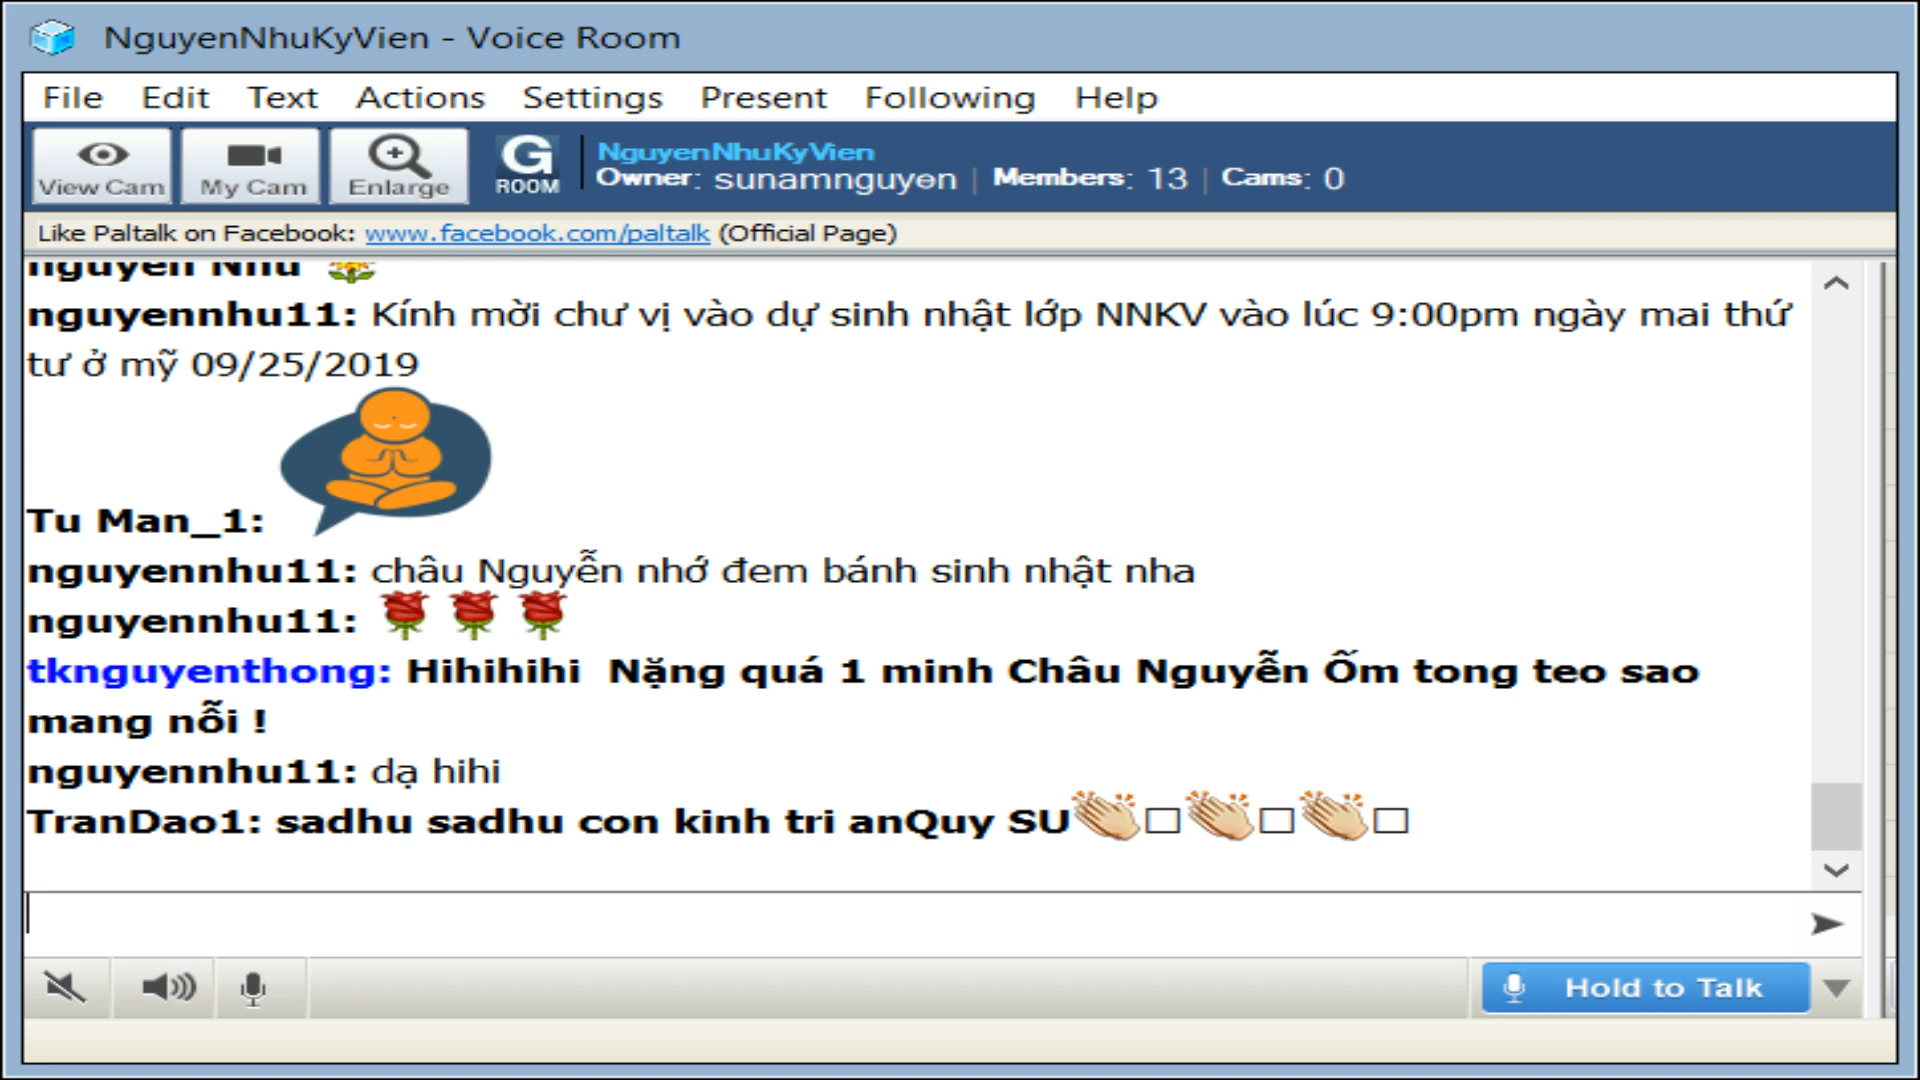 NguyenNhuKyVien - Voice Room
File Edit Text Actions Settings Present Following Help
View Cam My Cam Enlarge G ROOM NguyenNhuKyVien
Owner: sunamnguyen | Members: 13 | Cams: 0
Like Paltalk on Facebook: www.facebook.com/paltalk (Official Page)
nguyen Nhu
nguyennhu11: Kính mời chư vị vào dự sinh nhật lớp NNKV vào lúc 9:00pm ngày mai thứ
tư ở mỹ 09/25/2019
Tu Man_1:
nguyennhu11: châu Nguyễn nhớ đem bánh sinh nhật nha
nguyennhu11:
tknguyenthong: Hihihihi Nặng quá 1 minh Châu Nguyễn Ốm tong teo sao
mang nỗi !
nguyennhu11: dạ hihi
TranDao1: sadhu sadhu con kinh tri anQuy SU
Hold to Talk